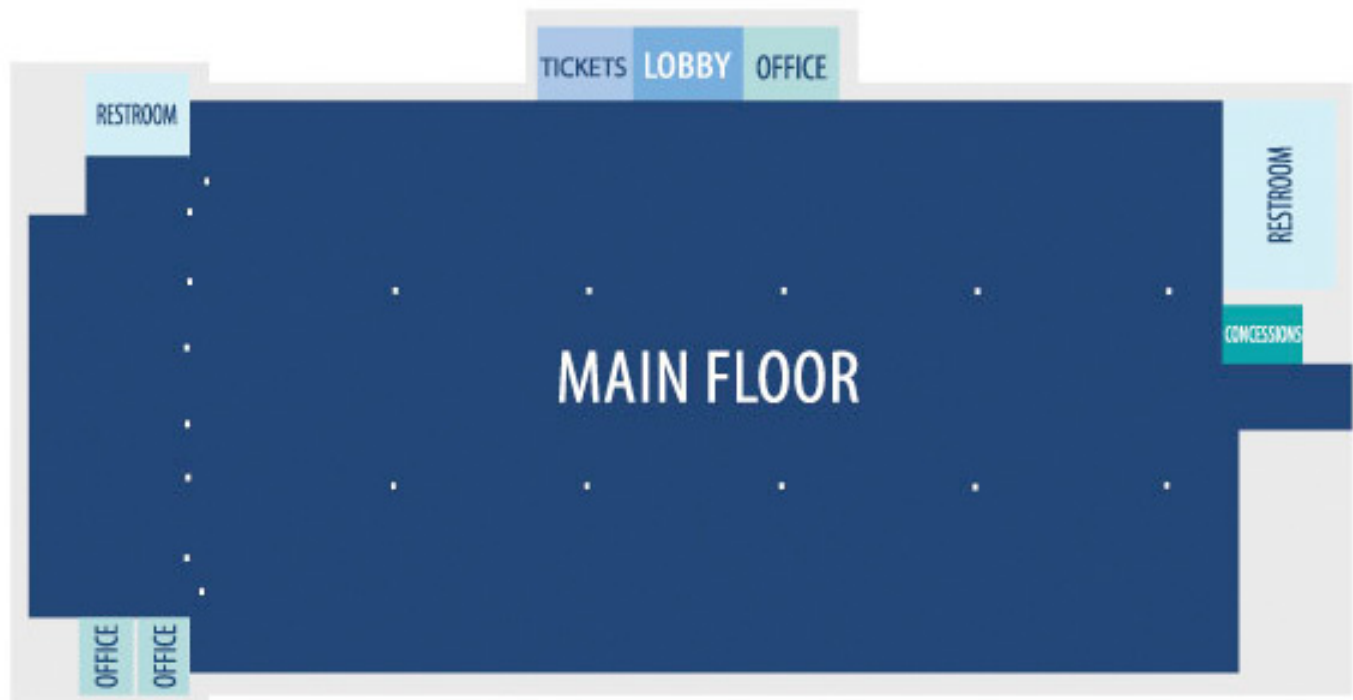 TICKETS LOBBY OFFICE
RESTROOM
RESTROOM
CONCESSIONS
MAIN FLOOR
OFFICE
OFFICE